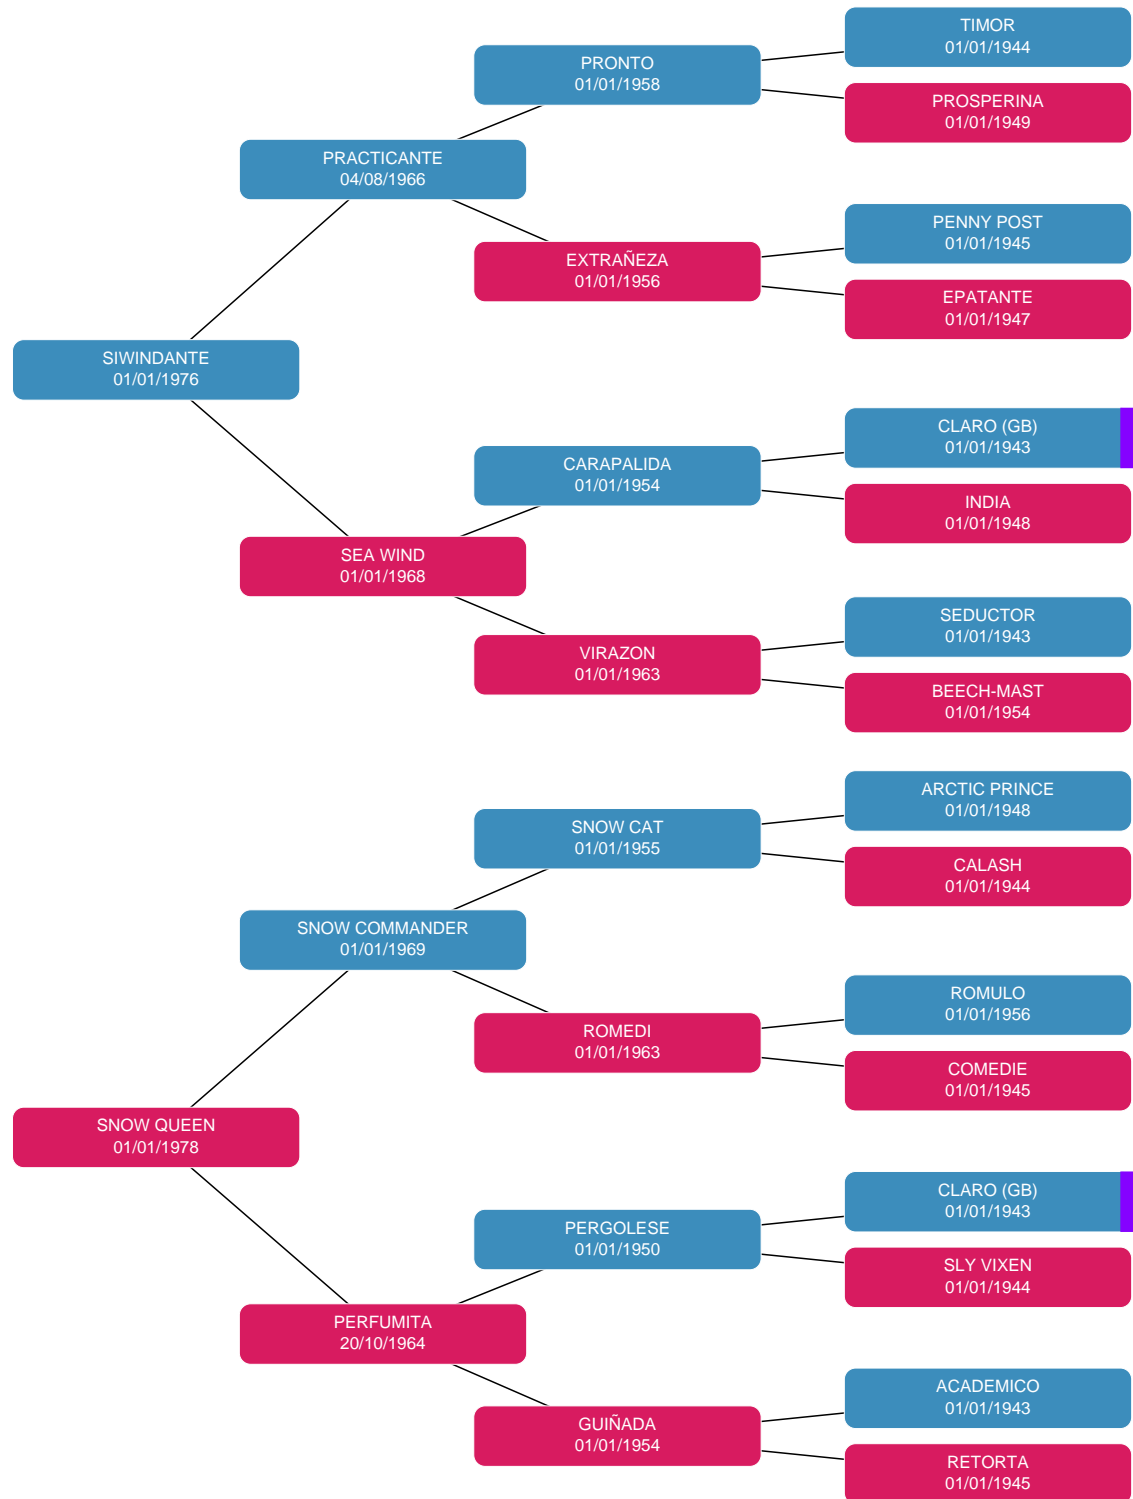 TIMOR
01/01/1944
PRONTO
01/01/1958
PROSPERINA
01/01/1949
PRACTICANTE
04/08/1966
PENNY POST
01/01/1945
EXTRAÑEZA
01/01/1956
EPATANTE
01/01/1947
SIWINDANTE
01/01/1976
CLARO (GB)
01/01/1943
CARAPALIDA
01/01/1954
INDIA
01/01/1948
SEA WIND
01/01/1968
SEDUCTOR
01/01/1943
VIRAZON
01/01/1963
BEECH-MAST
01/01/1954
ARCTIC PRINCE
01/01/1948
SNOW CAT
01/01/1955
CALASH
01/01/1944
SNOW COMMANDER
01/01/1969
ROMULO
01/01/1956
ROMEDI
01/01/1963
COMEDIE
01/01/1945
SNOW QUEEN
01/01/1978
CLARO (GB)
01/01/1943
PERGOLESE
01/01/1950
SLY VIXEN
01/01/1944
PERFUMITA
20/10/1964
ACADEMICO
01/01/1943
GUIÑADA
01/01/1954
RETORTA
01/01/1945